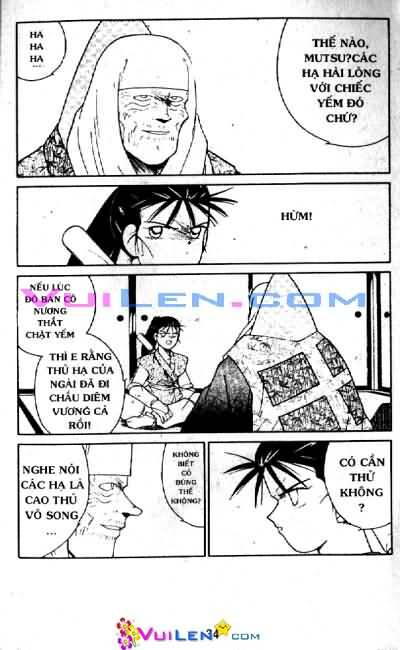 THẾ NÀO,
MUTSU?CÁC
HẠ HÀI LÒNG
VỚI CHIẾC
YẾM ĐÓ
CHỨ?
HA
HA
HA
...
HỪM!
NẾU LÚC
ĐÓ BẢN CÔ
NƯƠNG
THẮT
CHẶT YẾM
THÌ E RẰNG
THỦ HẠ CỦA
NGÀI ĐÃ ĐI
CHẦU DIÊM
VƯƠNG CẢ
RỒI!
VUILEN.COM
CÓ CẦN
THỬ
KHÔNG
?
KHÔNG
BIẾT CÓ
ĐÚNG
THẾ
KHÔNG?
NGHE NÓI
CÁC HẠ LÀ
CAO THỦ
VÔ SONG
...
34
VUILEN.COM